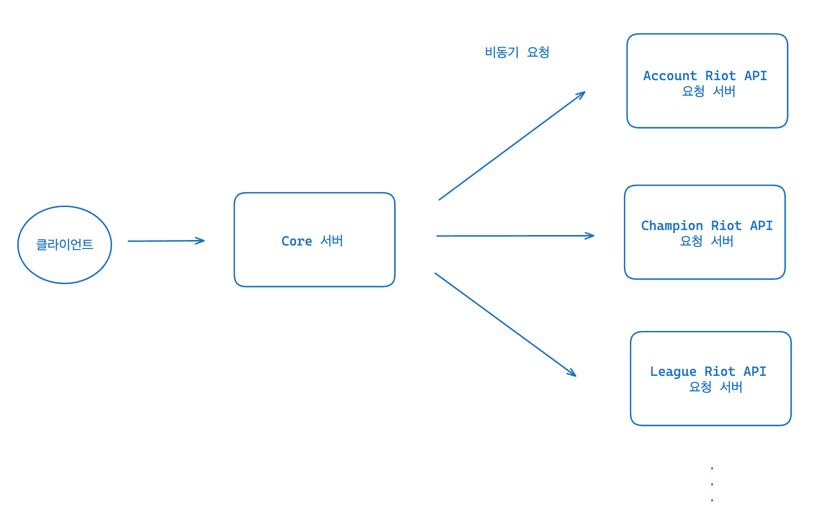 비동기 요청
Account Riot API
요청 서버
클라이언트
Core 서버
Champion Riot API
요청 서버
League Riot API
요청 서버